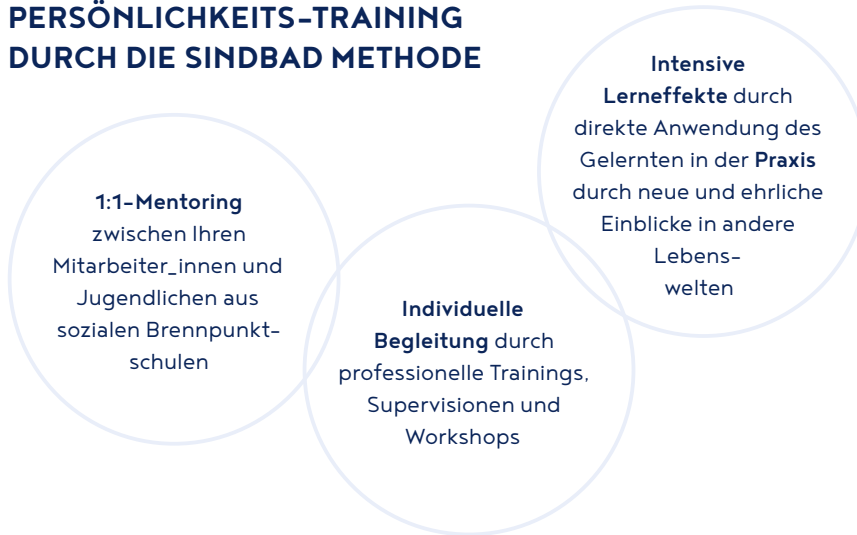 PERSÖNLICHKEITS-TRAINING
DURCH DIE SINDBAD METHODE
1:1-Mentoring
zwischen Ihren
Mitarbeiter_innen und
Jugendlichen aus
sozialen Brennpunkt-
schulen
Individuelle
Begleitung durch
professionelle Trainings,
Supervisionen und
Workshops
Intensive
Lerneffekte durch
direkte Anwendung des
Gelernten in der Praxis
durch neue und ehrliche
Einblicke in andere
Lebens-
welten